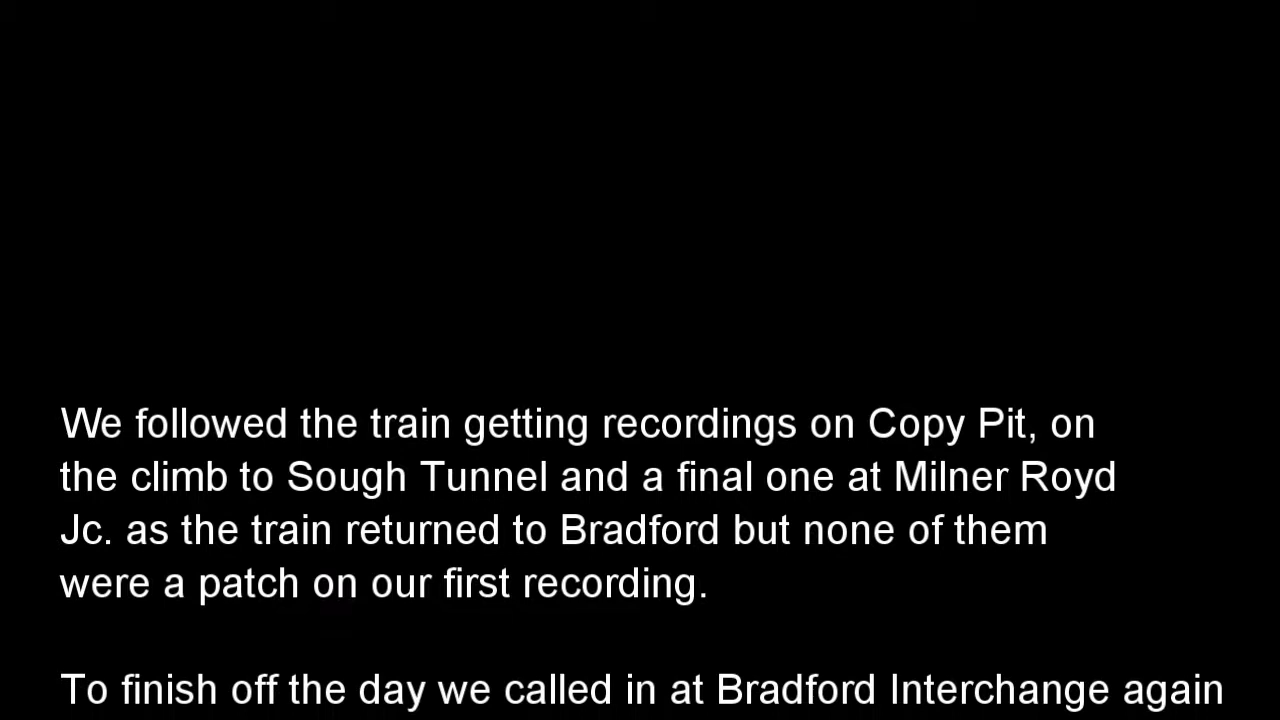 We followed the train getting recordings on Copy Pit, on
the climb to Sough Tunnel and a final one at Milner Royd
Jc. as the train returned to Bradford but none of them
were a patch on our first recording.
To finish off the day we called in at Bradford Interchange again